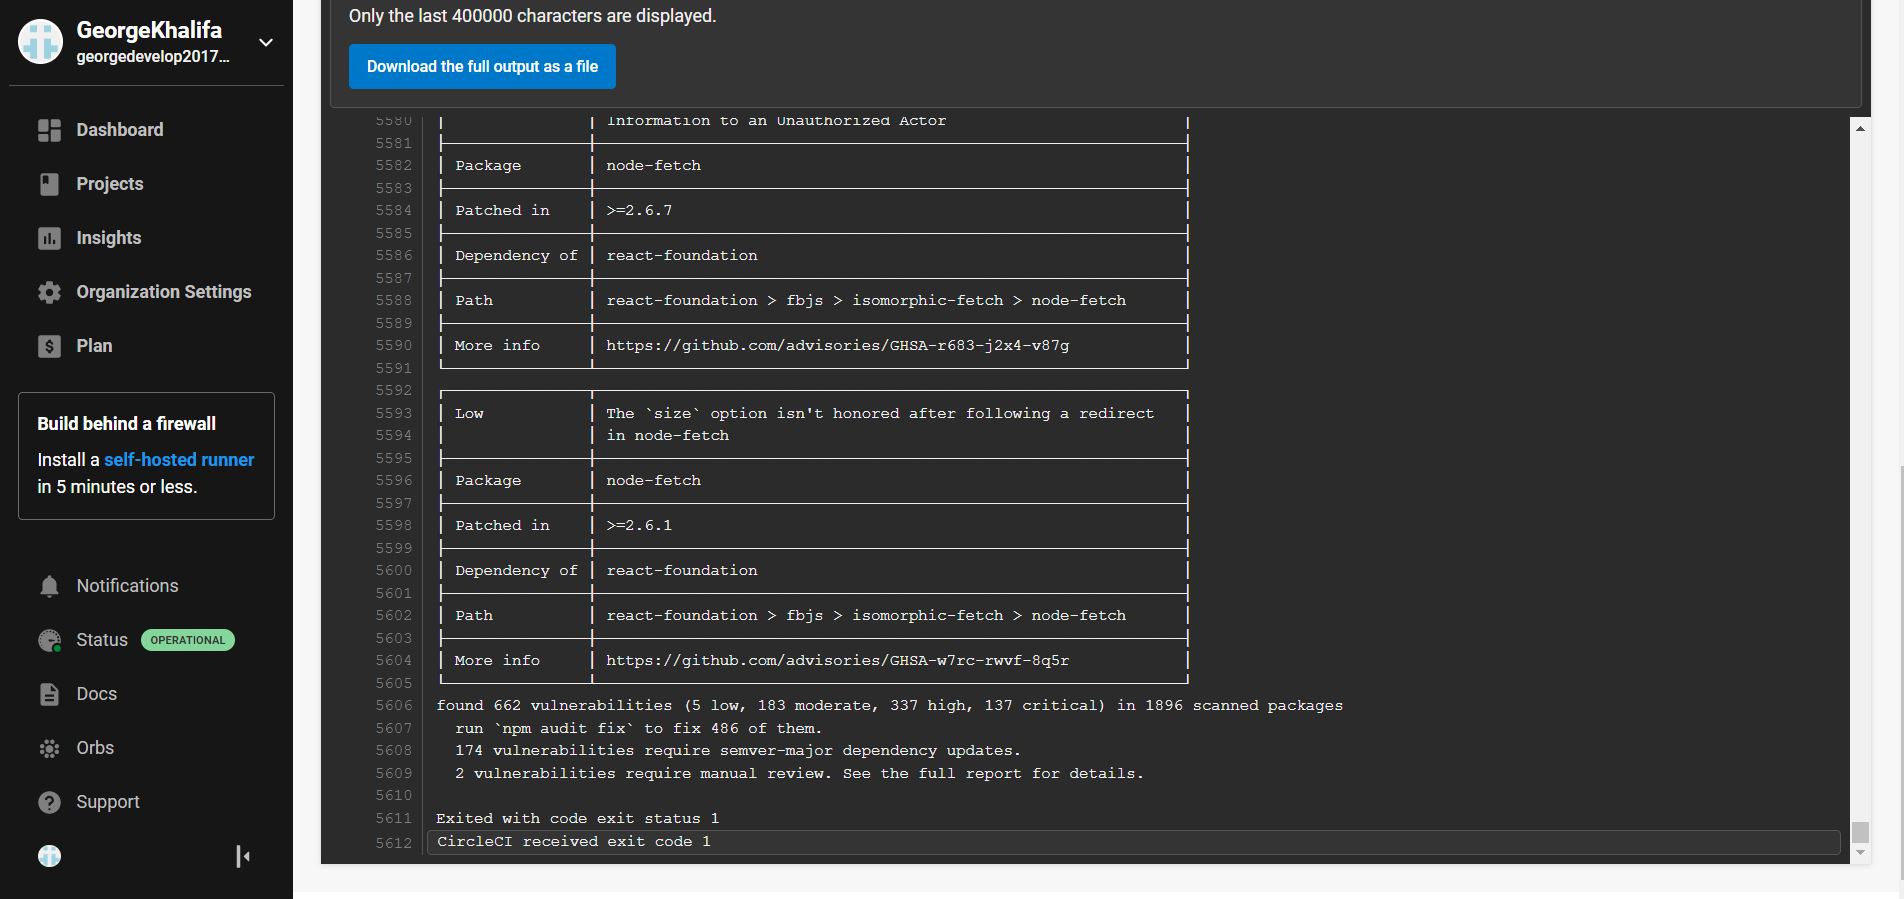 GeorgeKhalifa
georgedevelop2017...
Dashboard
Projects
Insights
Organization Settings
Plan
Build behind a firewall
Install a self-hosted runner
in 5 minutes or less.
Notifications
Status OPERATIONAL
Docs
Orbs
Support
Only the last 400000 characters are displayed.
Download the full output as a file
5580 Information to an Unauthorized Actor
5581
5582 Package node-fetch
5583
5584 Patched in >=2.6.7
5585
5586 Dependency of react-foundation
5587
5588 Path react-foundation > fbjs > isomorphic-fetch > node-fetch
5589
5590 More info https://github.com/advisories/GHSA-r683-j2x4-v87g
5591
5592
5593 Low The `size` option isn't honored after following a redirect
5594 in node-fetch
5595
5596 Package node-fetch
5597
5598 Patched in >=2.6.1
5599
5600 Dependency of react-foundation
5601
5602 Path react-foundation > fbjs > isomorphic-fetch > node-fetch
5603
5604 More info https://github.com/advisories/GHSA-w7rc-rwvf-8q5r
5605
5606 found 662 vulnerabilities (5 low, 183 moderate, 337 high, 137 critical) in 1896 scanned packages
5607 run `npm audit fix` to fix 486 of them.
5608 174 vulnerabilities require semver-major dependency updates.
5609 2 vulnerabilities require manual review. See the full report for details.
5610
5611 Exited with code exit status 1
5612 CircleCI received exit code 1